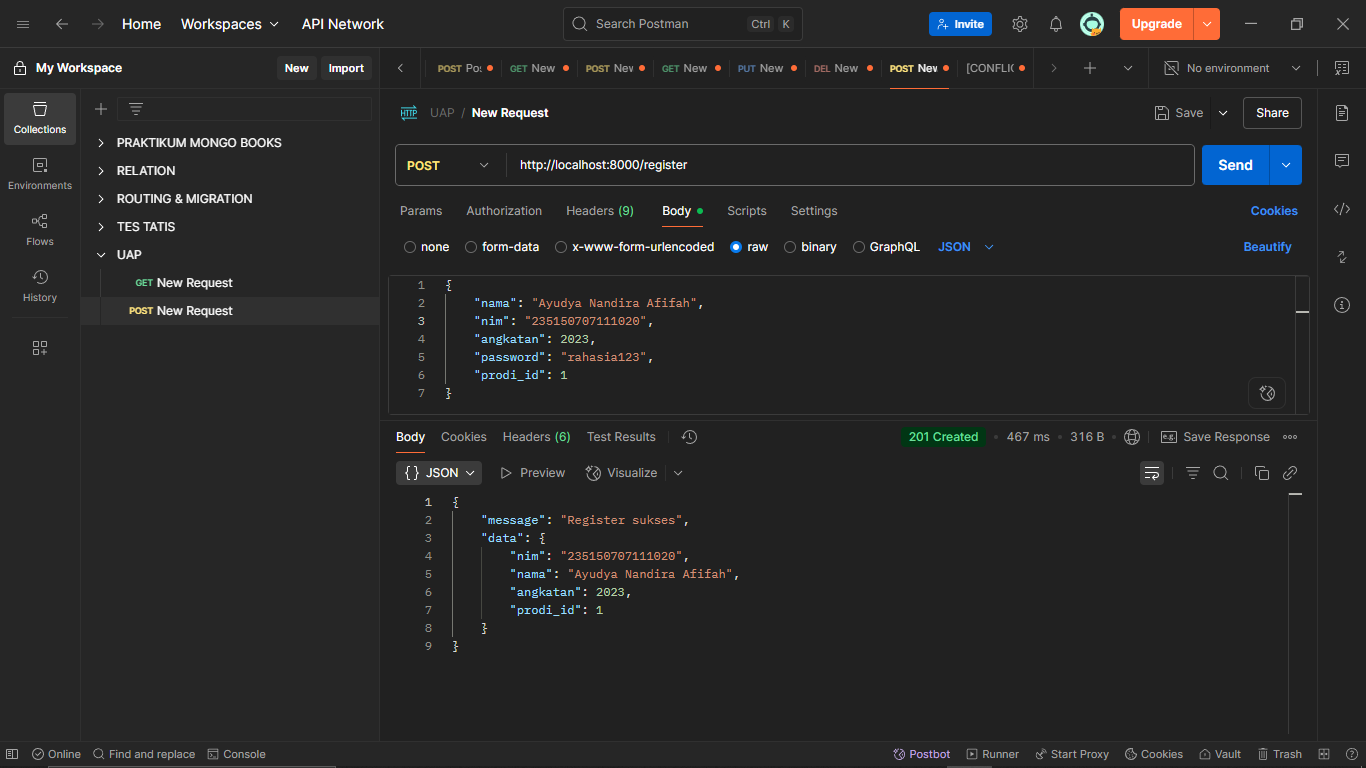 Home Workspaces API Network Search Postman Ctrl K Invite Upgrade
My Workspace New Import POST Po: GET New POST Nev GET New PUT New DEL New POST Nev [CONFLI( No environment
Collections
Environments
Flows
History
PRAKTIKUM MONGO BOOKS
RELATION
ROUTING & MIGRATION
TES TATIS
UAP
GET New Request
POST New Request
HTTP UAP / New Request Save Share
POST http://localhost:8000/register Send
Params Authorization Headers (9) Body Scripts Settings Cookies
none form-data x-www-form-urlencoded raw binary GraphQL JSON Beautify
1 {
2 "nama": "Ayudya Nandira Afifah",
3 "nim": "235150707111020",
4 "angkatan": 2023,
5 "password": "rahasia123",
6 "prodi_id": 1
7 }
Body Cookies Headers (6) Test Results 201 Created • 467 ms • 316 B • e.g. Save Response
{} JSON Preview Visualize
1 {
2 "message": "Register sukses",
3 "data": {
4 "nim": "235150707111020",
5 "nama": "Ayudya Nandira Afifah",
6 "angkatan": 2023,
7 "prodi_id": 1
8 }
9 }
Online Find and replace Console Postbot Runner Start Proxy Cookies Vault Trash